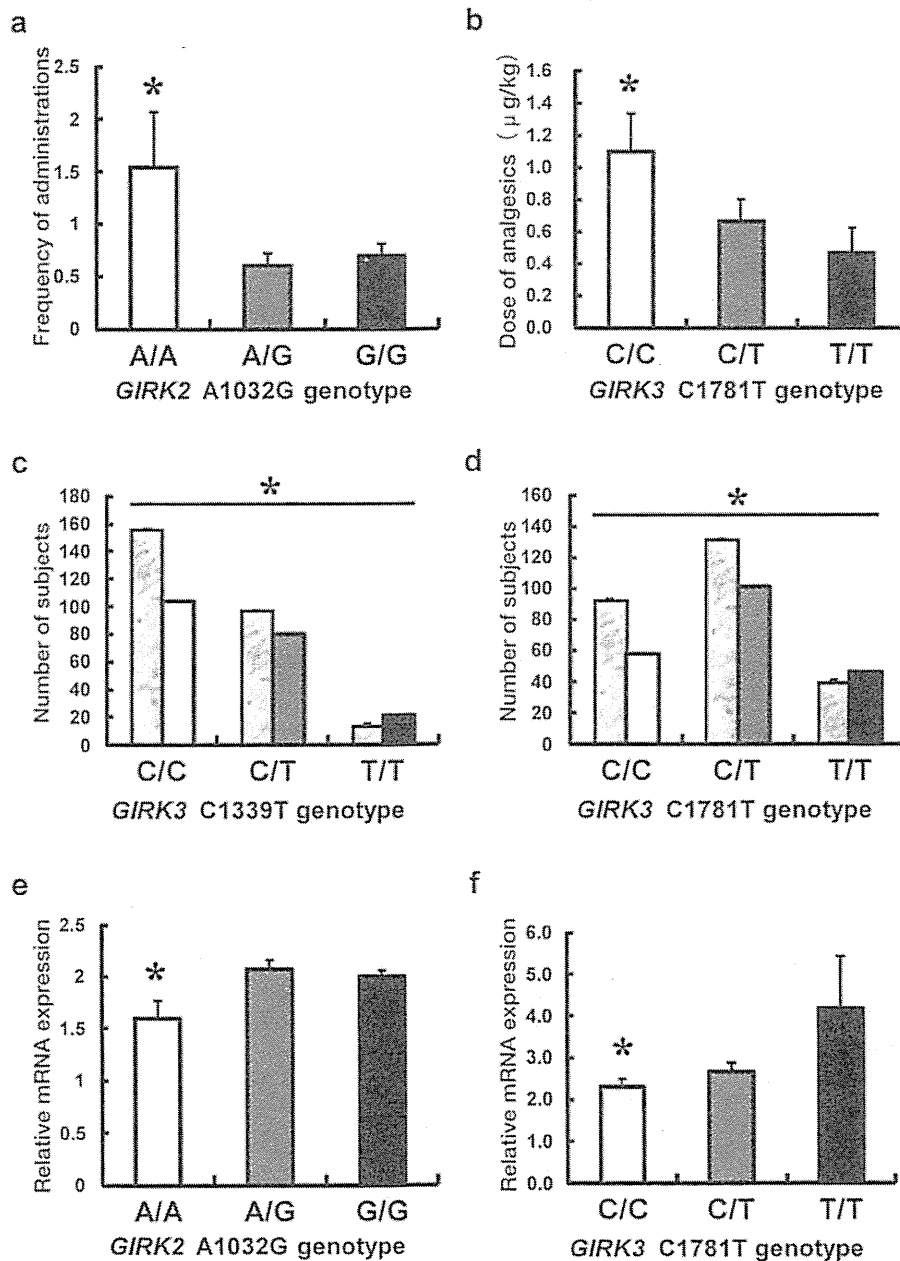 a
Frequency of administrations
2.5
2
1.5
1
0.5
0
*
A/A A/G G/G
GIRK2 A1032G genotype
b
Dose of analgesics (μg/kg)
1.6
1.4
1.2
1.0
0.8
0.6
0.4
0.2
0.0
*
C/C C/T T/T
GIRK3 C1781T genotype
c
Number of subjects
180
160
140
120
100
80
60
40
20
0
*
C/C C/T T/T
GIRK3 C1339T genotype
d
Number of subjects
160
140
120
100
80
60
40
20
0
*
C/C C/T T/T
GIRK3 C1781T genotype
e
Relative mRNA expression
2.5
2
1.5
1
0.5
0
*
A/A A/G G/G
GIRK2 A1032G genotype
f
Relative mRNA expression
6.0
5.0
4.0
3.0
2.0
1.0
0.0
*
C/C C/T T/T
GIRK3 C1781T genotype